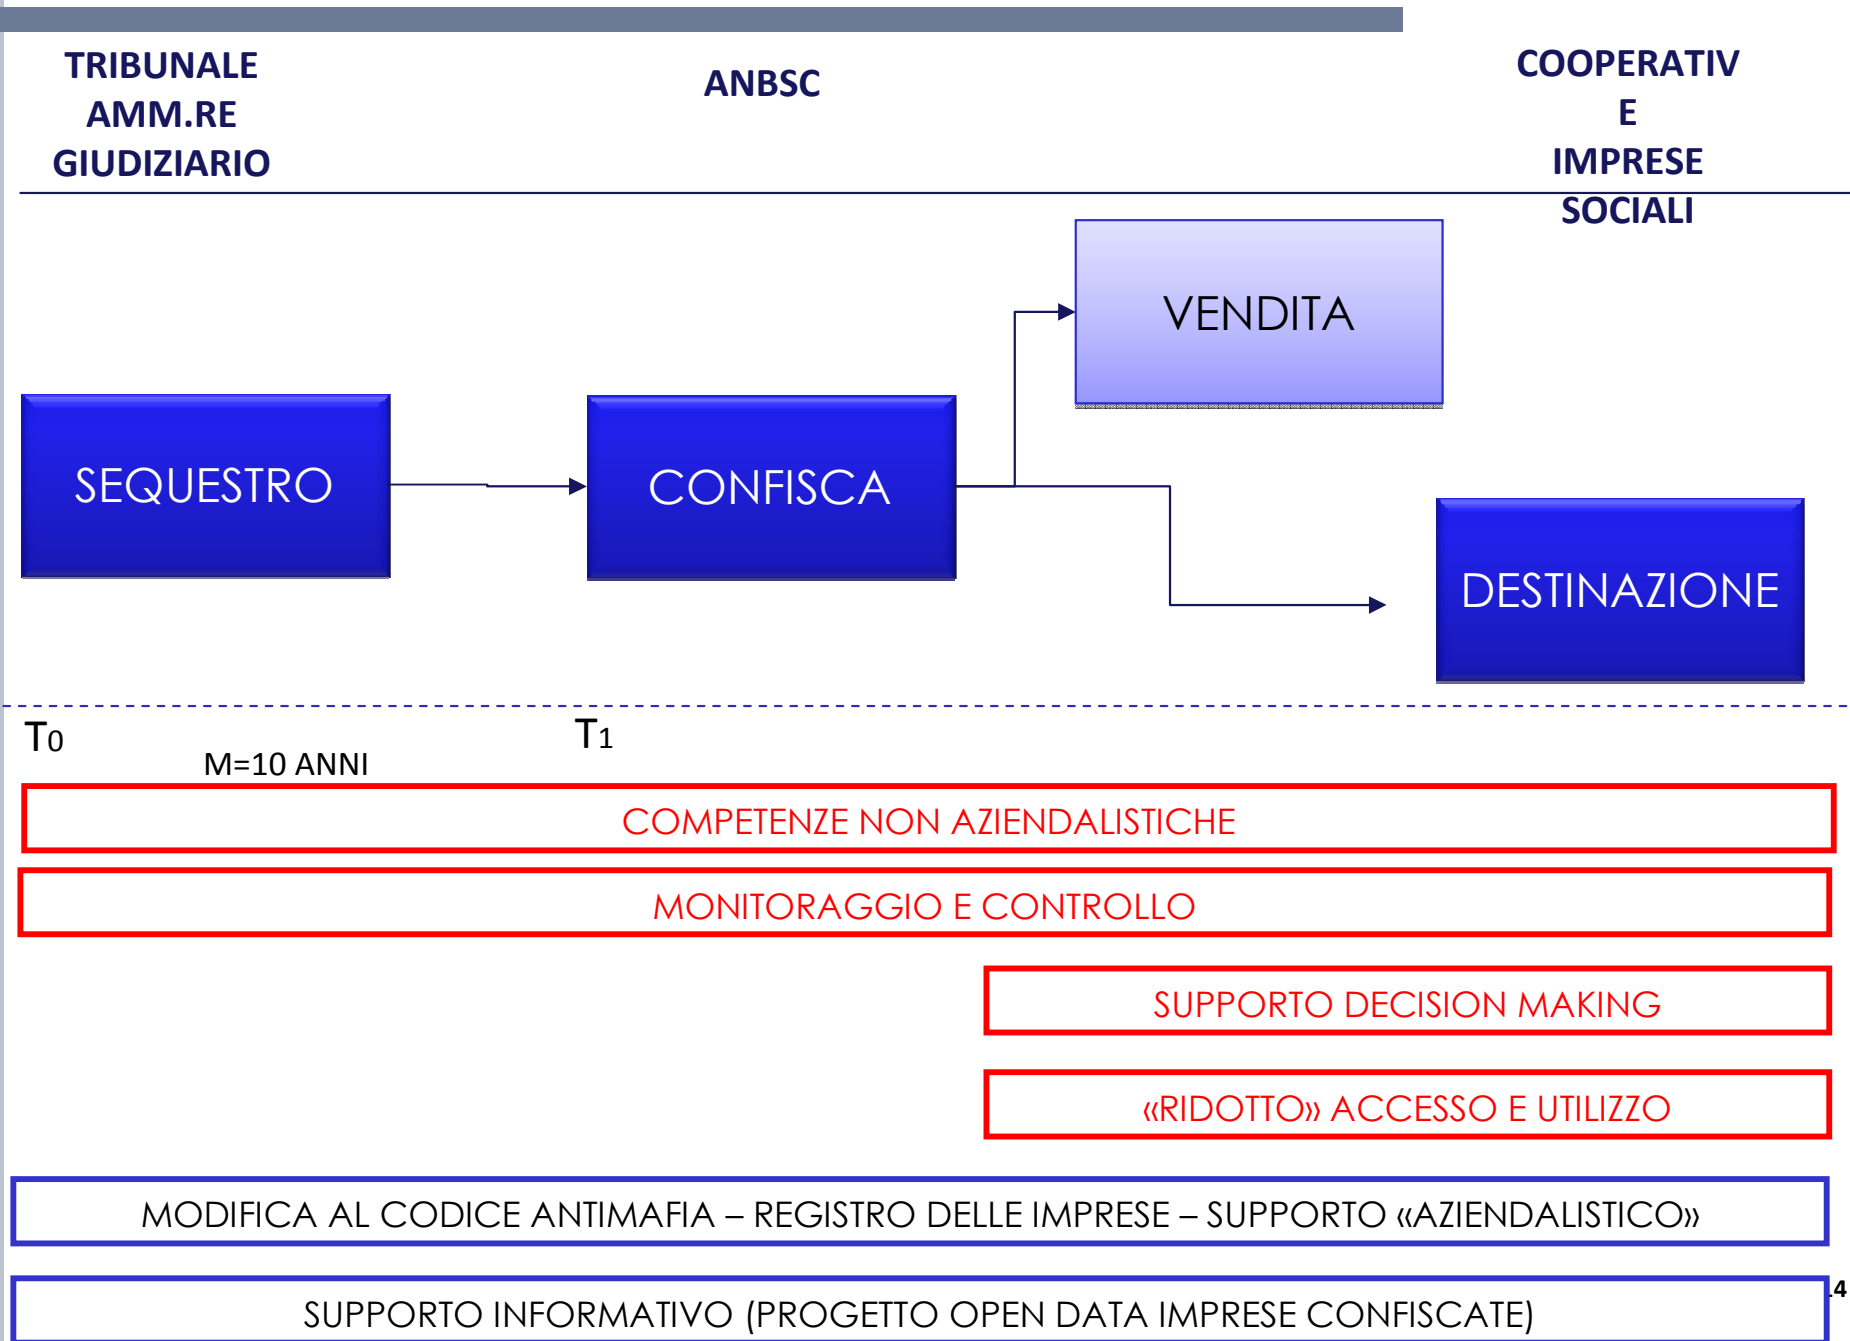 TRIBUNALE
AMM.RE
GIUDIZIARIO
ANBSC
COOPERATIV
E
IMPRESE
SOCIALI
VENDITA
SEQUESTRO
CONFISCA
DESTINAZIONE
T0
T1
M=10 ANNI
COMPETENZE NON AZIENDALISTICHE
MONITORAGGIO E CONTROLLO
SUPPORTO DECISION MAKING
«RIDOTTO» ACCESSO E UTILIZZO
MODIFICA AL CODICE ANTIMAFIA – REGISTRO DELLE IMPRESE – SUPPORTO «AZIENDALISTICO»
SUPPORTO INFORMATIVO (PROGETTO OPEN DATA IMPRESE CONFISCATE)